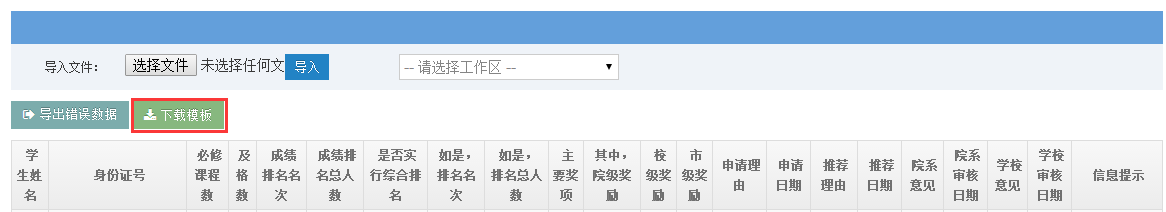 导入文件： 选择文件 未选择任何文 导入 -- 请选择工作区 --
导出错误数据 下载模板
学生姓名 身份证号 必修课程数 及格数 成绩排名名次 成绩排名总人数 是否实行综合排名 如是，排名名次 如是，排名总人数 主要奖项 其中，院级奖励 校级奖励 市级奖励 申请理由 申请日期 推荐理由 推荐日期 院系意见 院系审核日期 学校意见 学校审核日期 信息提示